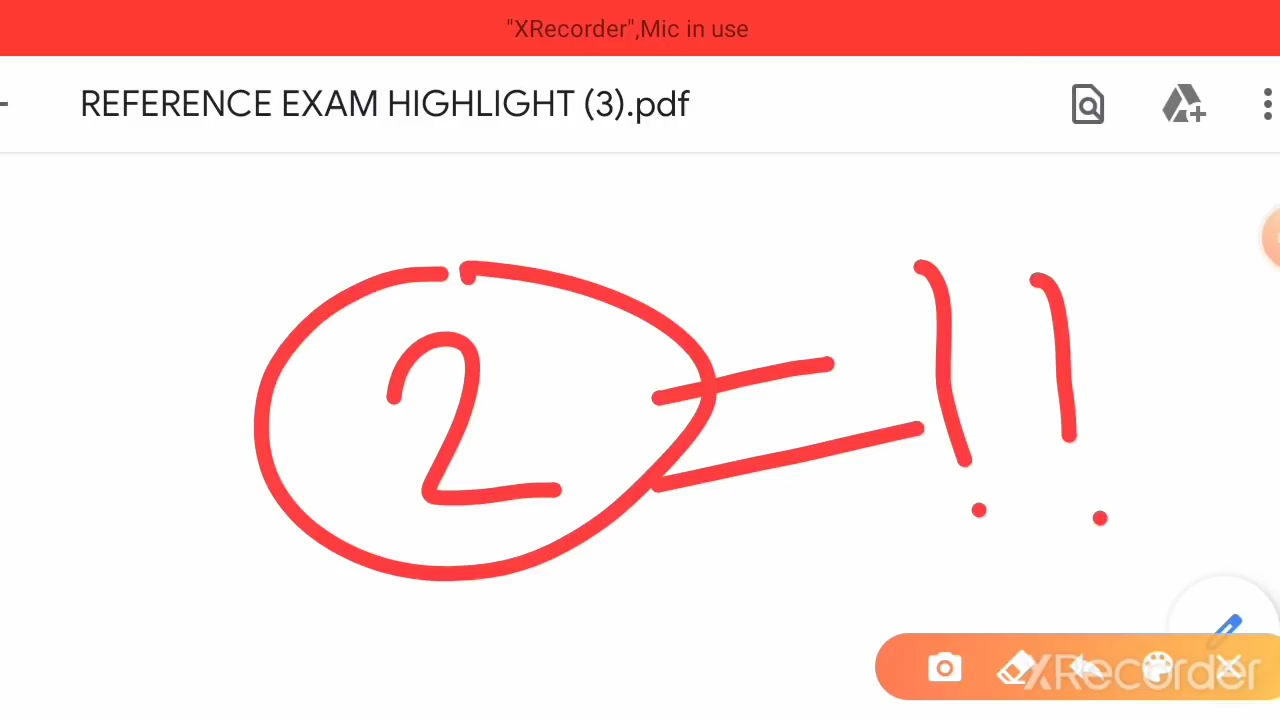 "XRecorder",Mic in use
REFERENCE EXAM HIGHLIGHT (3).pdf
2 = !!
XRecorder